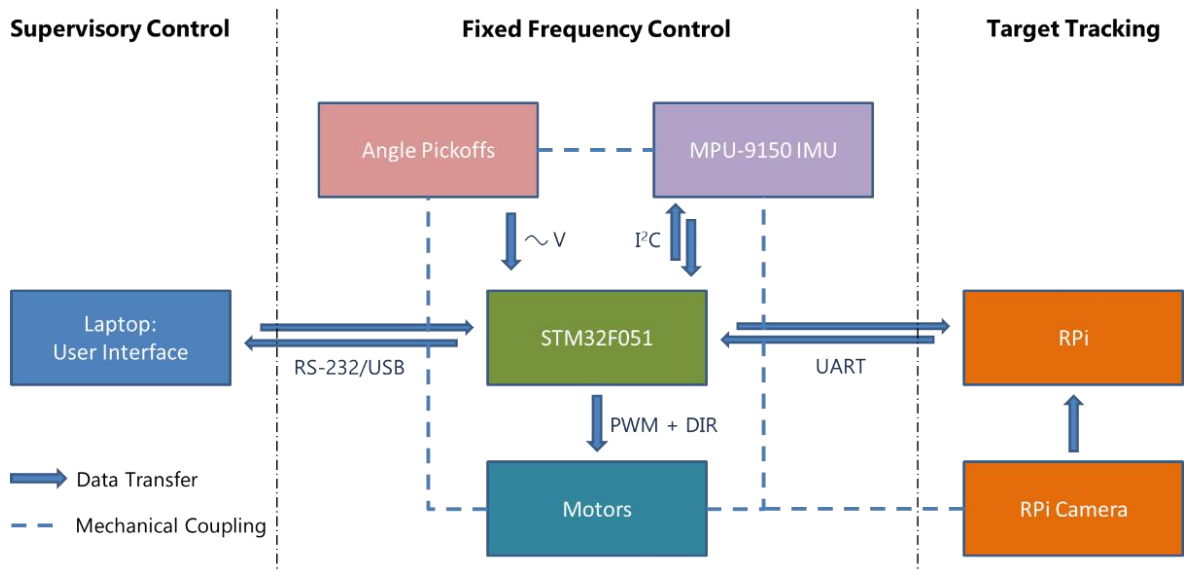 Supervisory Control
Fixed Frequency Control
Target Tracking
Angle Pickoffs
MPU-9150 IMU
～ V
I²C
Laptop:
User Interface
STM32F051
RPi
RS-232/USB
UART
PWM + DIR
Data Transfer
Mechanical Coupling
Motors
RPi Camera